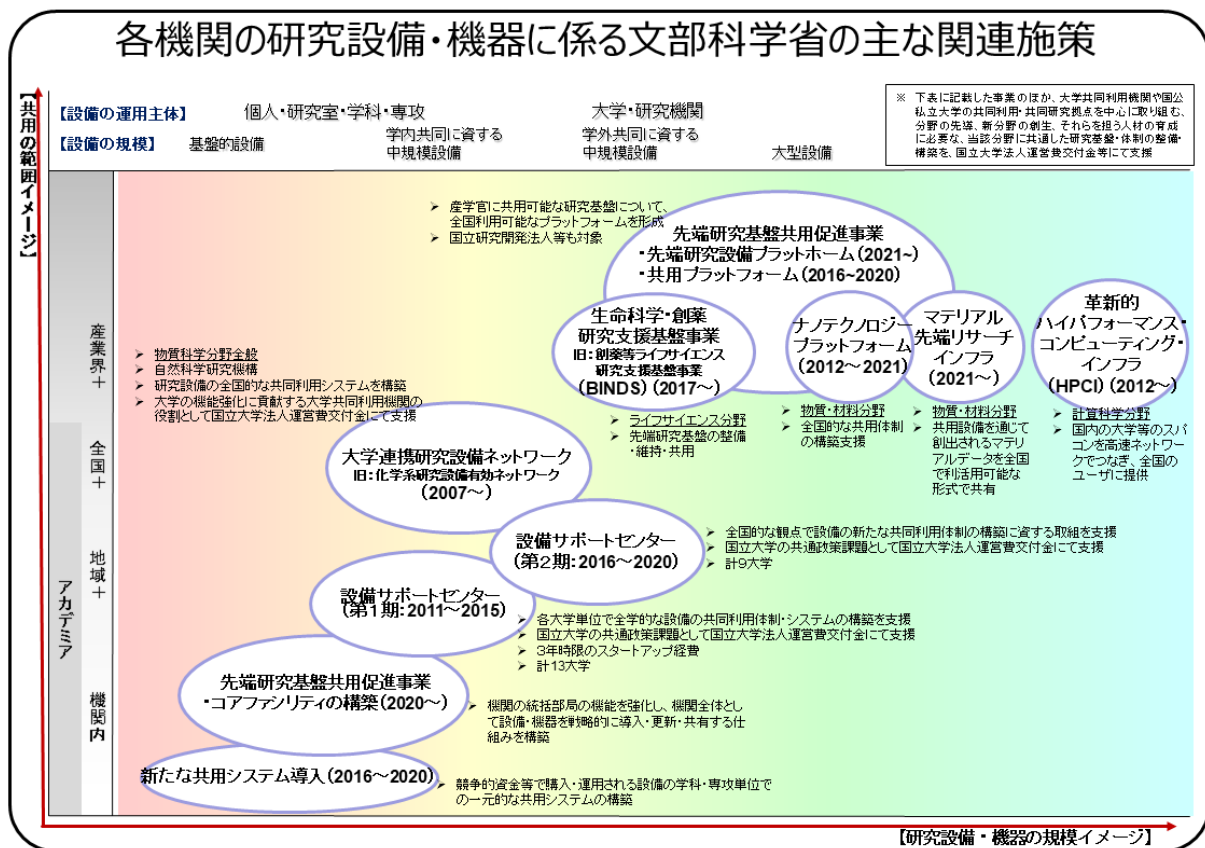 各機関の研究設備・機器に係る文部科学省の主な関連施策
【共用の範囲イメージ】
【設備の運用主体】
個人・研究室・学科・専攻
大学・研究機関
【設備の規模】
基盤的設備
学内共同に資する
中規模設備
学外共同に資する
中規模設備
大型設備
※ 下表に記載した事業のほか、大学共同利用機関や国公
私立大学の共同利用・共同研究拠点を中心に取り組む、
分野の先導、新分野の創生、それらを担う人材の育成
に必要な、当該分野に共通した研究基盤・体制の整備・
構築を、国立大学法人運営費交付金等にて支援
➢ 産学官に共用可能な研究基盤について、
全国利用可能なプラットフォームを形成
➢ 国立研究開発法人等も対象
先端研究基盤共用促進事業
・先端研究設備プラットホーム(2021~)
・共用プラットフォーム(2016~2020)
生命科学・創薬
研究支援基盤事業
旧：創薬等ライフサイエンス
研究支援基盤事業
(BINDS) (2017～)
ナノテクノロジー
プラットフォーム
(2012～2021)
マテリアル
先端リサーチ
インフラ
(2021～)
革新的
ハイパフォーマンス・
コンピューティング・
インフラ
(HPCI) (2012～)
産業界＋
➢ 物質科学分野全般
➢ 自然科学研究機構
➢ 研究設備の全国的な共同利用システムを構築
➢ 大学の機能強化に貢献する大学共同利用機関の
役割として国立大学法人運営費交付金にて支援
➢ ライフサイエンス分野
➢ 先端研究基盤の整備
・維持・共用
➢ 物質・材料分野
➢ 全国的な共用体制
の構築支援
➢ 物質・材料分野
➢ 共用設備を通じて
創出されるマテリ
アルデータを全国
で利活用可能な
形式で共有
➢ 計算科学分野
➢ 国内の大学等のスパ
コンを高速ネットワー
クでつなぎ、全国の
ユーザに提供
アカデミア
全国＋
大学連携研究設備ネットワーク
旧：化学系研究設備有効ネットワーク
(2007～)
地域＋
設備サポートセンター
(第2期：2016～2020)
➢ 全国的な観点で設備の新たな共同利用体制の構築に資する取組を支援
➢ 国立大学の共通政策課題として国立大学法人運営費交付金にて支援
➢ 計9大学
設備サポートセンター
(第1期：2011～2015)
➢ 各大学単位で全学的な設備の共同利用体制・システムの構築を支援
➢ 国立大学の共通政策課題として国立大学法人運営費交付金にて支援
➢ 3年時限のスタートアップ経費
➢ 計13大学
機関内
先端研究基盤共用促進事業
・コアファシリティの構築(2020～)
➢ 機関の統括部局の機能を強化し、機関全体とし
て設備・機器を戦略的に導入・更新・共有する仕
組みを構築
新たな共用システム導入(2016～2020)
➢ 競争的資金等で購入・運用される設備の学科・専攻単位で
の一元的な共用システムの構築
【研究設備・機器の規模イメージ】